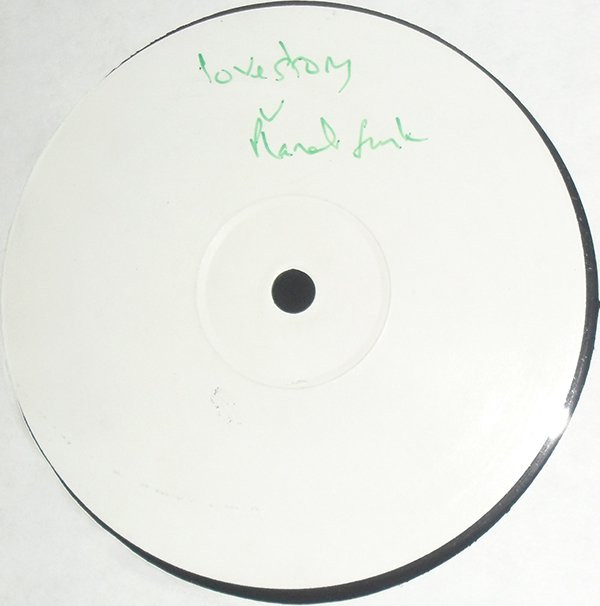 lovestory
v
Planet funk